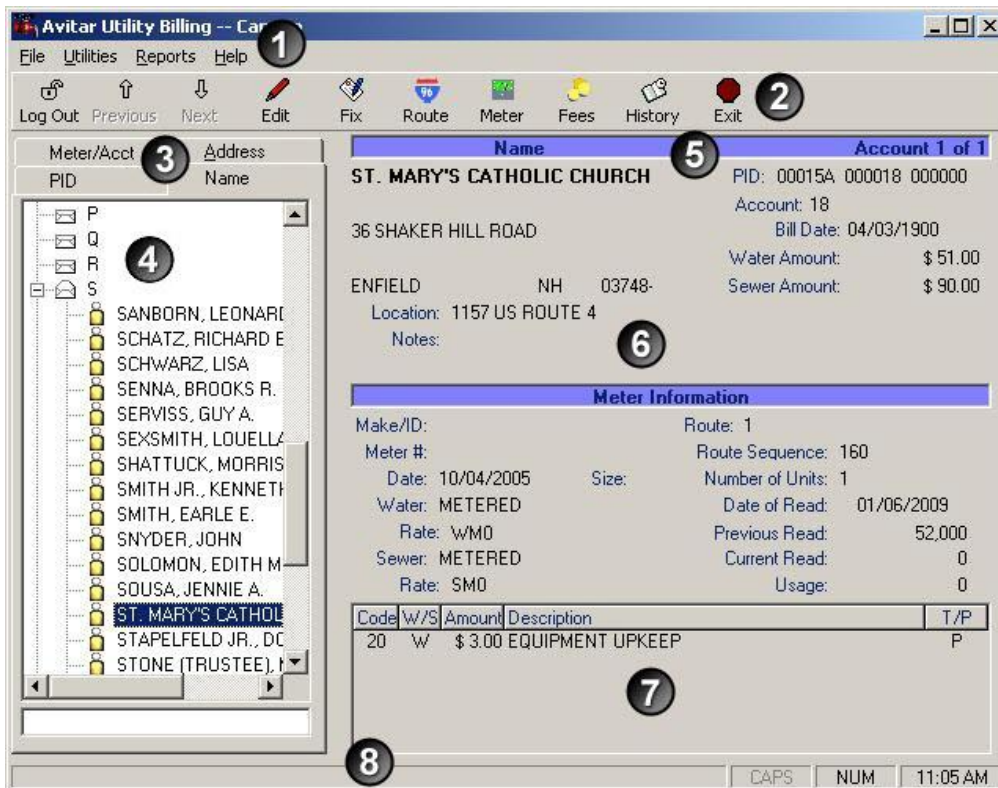 Avitar Utility Billing -- Ca
1
File Utilities Reports Help
Log Out Previous Next Edit Fix 96 Route Meter Fees History Exit
2
Meter/Acct Address
3
PID Name
P
Q
R
4
S
SANBORN, LEONARD
SCHATZ, RICHARD E
SCHWARZ, LISA
SENNA, BROOKS R.
SERVISS, GUY A.
SEXSMITH, LOUELLA
SHATTUCK, MORRIS
SMITH JR., KENNETH
SMITH, EARLE E.
SNYDER, JOHN
SOLOMON, EDITH M
SOUSA, JENNIE A.
ST. MARY'S CATHOL
STAPELFELD JR., DO
STONE (TRUSTEE),
Name Account 1 of 1
5
ST. MARY'S CATHOLIC CHURCH PID: 00015A 000018 000000
Account: 18
36 SHAKER HILL ROAD Bill Date: 04/03/1900
Water Amount: $ 51.00
ENFIELD NH 03748- Sewer Amount: $ 90.00
Location: 1157 US ROUTE 4
Notes:
6
Meter Information
Make/ID: Route: 1
Meter #: Route Sequence: 160
Date: 10/04/2005 Size: Number of Units: 1
Water: METERED Date of Read: 01/06/2009
Rate: WM0 Previous Read: 52,000
Sewer: METERED Current Read: 0
Rate: SM0 Usage: 0
Code W/S Amount Description T/P
20 W $ 3.00 EQUIPMENT UPKEEP P
7
8
CAPS NUM 11:05 AM